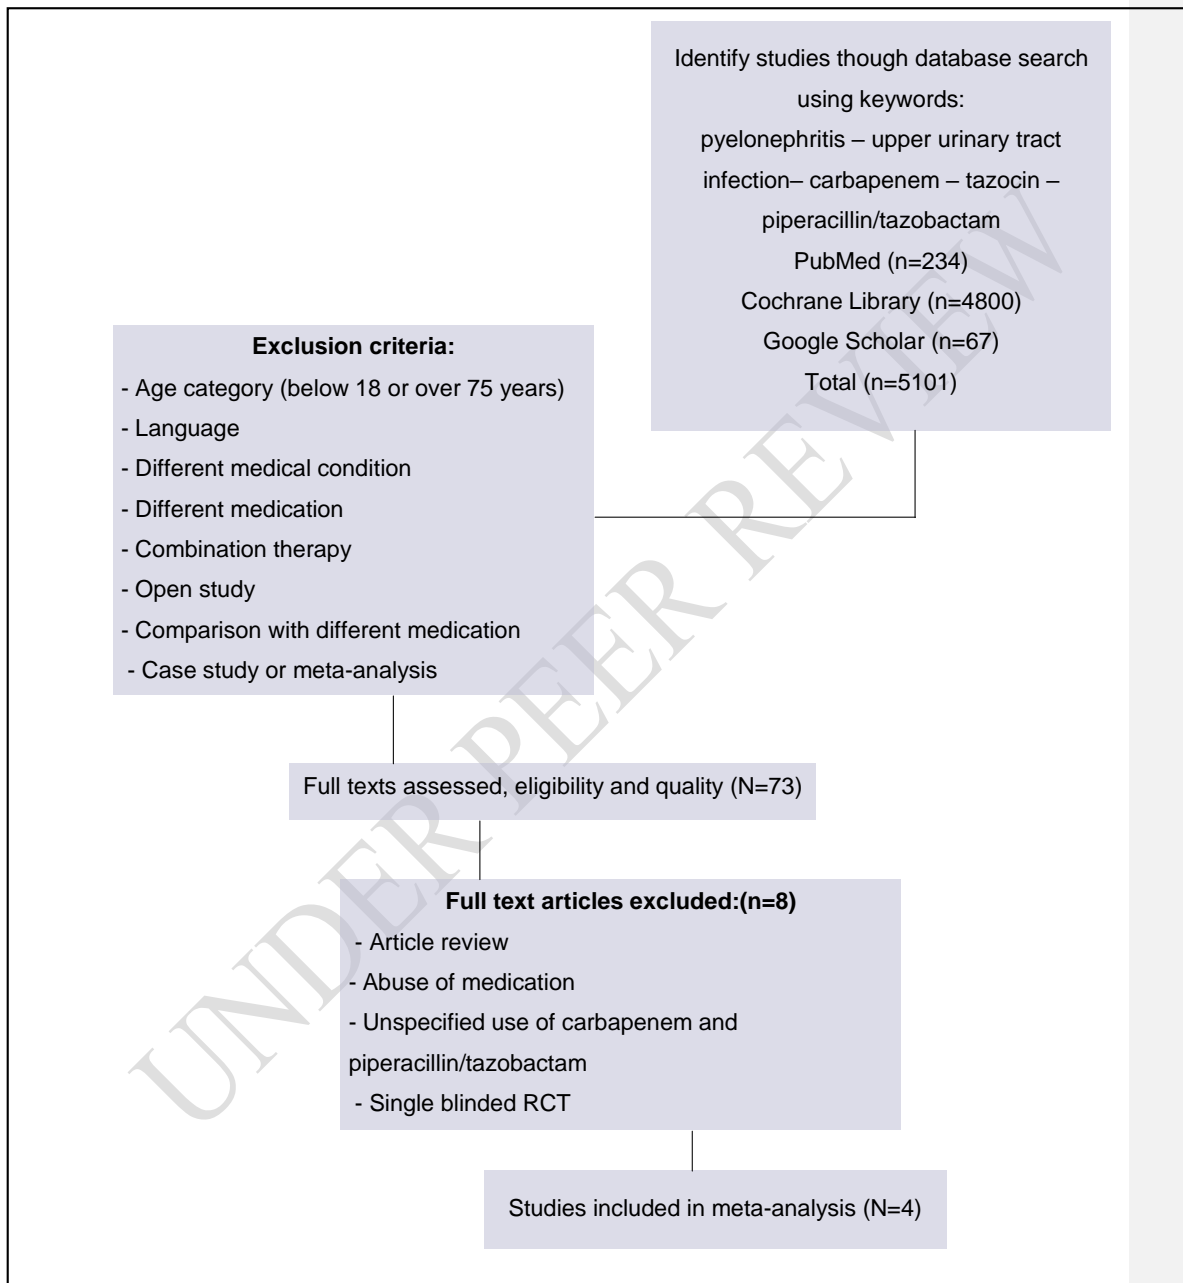 Identify studies though database search
using keywords:
pyelonephritis – upper urinary tract
infection– carbapenem – tazocin –
piperacillin/tazobactam
PubMed (n=234)
Cochrane Library (n=4800)
Google Scholar (n=67)
Total (n=5101)
Exclusion criteria:
- Age category (below 18 or over 75 years)
- Language
- Different medical condition
- Different medication
- Combination therapy
- Open study
- Comparison with different medication
- Case study or meta-analysis
Full texts assessed, eligibility and quality (N=73)
Full text articles excluded:(n=8)
- Article review
- Abuse of medication
- Unspecified use of carbapenem and
piperacillin/tazobactam
- Single blinded RCT
Studies included in meta-analysis (N=4)
UNDER PEER REVIEW